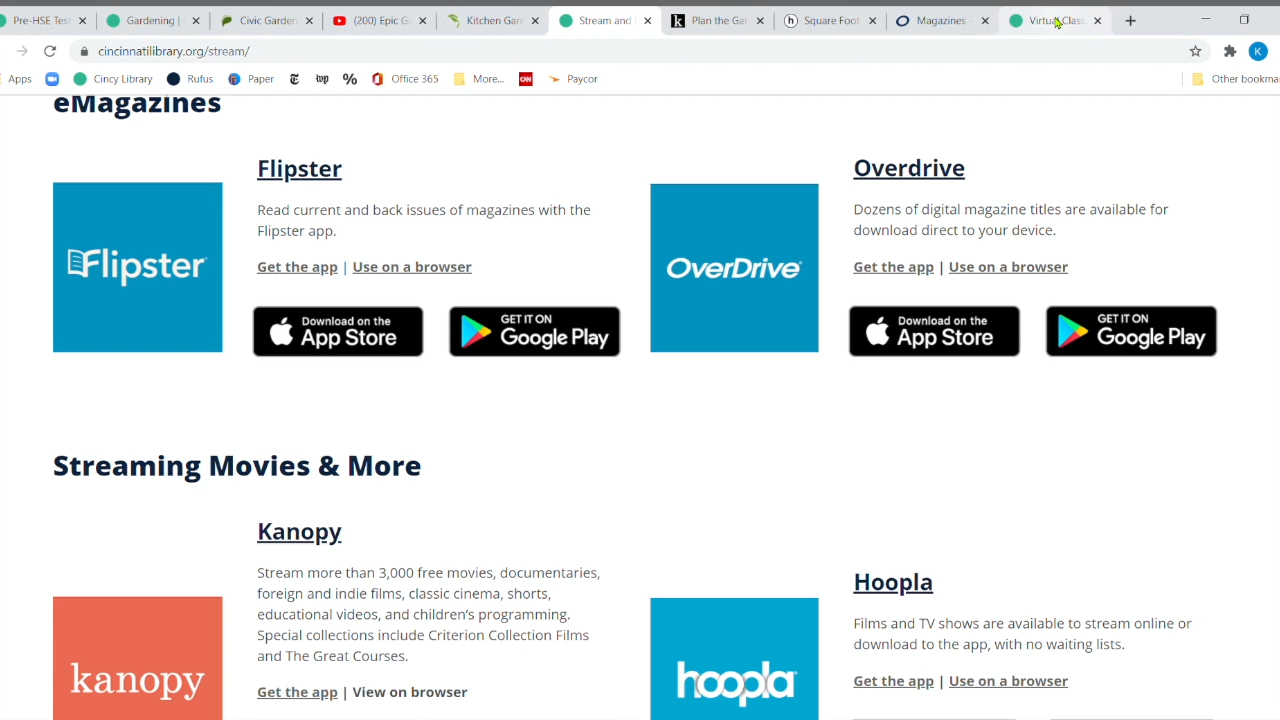 Pre-HSE Test
Gardening |
Civic Garden
(200) Epic G
Kitchen Gar
Stream and
Plan the Gar
Square Foot
Magazines -
Virtual Class
cincinnatilibrary.org/stream/
K
Apps
Cincy Library
Rufus
Paper
wp
Office 365
More...
CNN
Paycor
Other bookma
eMagazines
Flipster
Read current and back issues of magazines with the
Flipster app.
Get the app | Use on a browser
Flipster
Download on the
App Store
GET IT ON
Google Play
Overdrive
Dozens of digital magazine titles are available for
download direct to your device.
Get the app | Use on a browser
OverDrive
Download on the
App Store
GET IT ON
Google Play
Streaming Movies & More
Kanopy
Stream more than 3,000 free movies, documentaries,
foreign and indie films, classic cinema, shorts,
educational videos, and children's programming.
Special collections include Criterion Collection Films
and The Great Courses.
Get the app | View on browser
kanopy
Hoopla
Films and TV shows are available to stream online or
download to the app, with no waiting lists.
Get the app | Use on a browser
hoopla